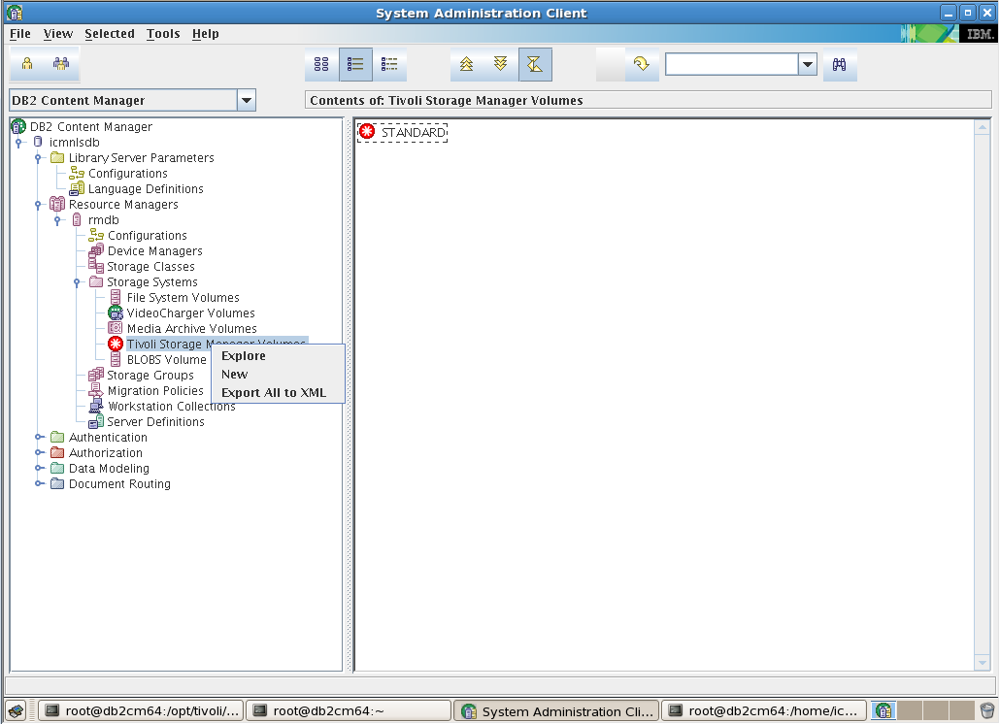 System Administration Client
File View Selected Tools Help
IBM.
DB2 Content Manager
Contents of: Tivoli Storage Manager Volumes
DB2 Content Manager
icmnlsdb
Library Server Parameters
Configurations
Language Definitions
Resource Managers
rmdb
Configurations
Device Managers
Storage Classes
Storage Systems
File System Volumes
VideoCharger Volumes
Media Archive Volumes
Tivoli Storage Manager Volumes
BLOBS Volume
Storage Groups
Migration Policies
Workstation Collections
Server Definitions
Authentication
Authorization
Data Modeling
Document Routing
Explore
New
Export All to XML
STANDARD
root@db2cm64:/opt/tivoli/...
root@db2cm64:~
System Administration Cli...
root@db2cm64:/home/ic...